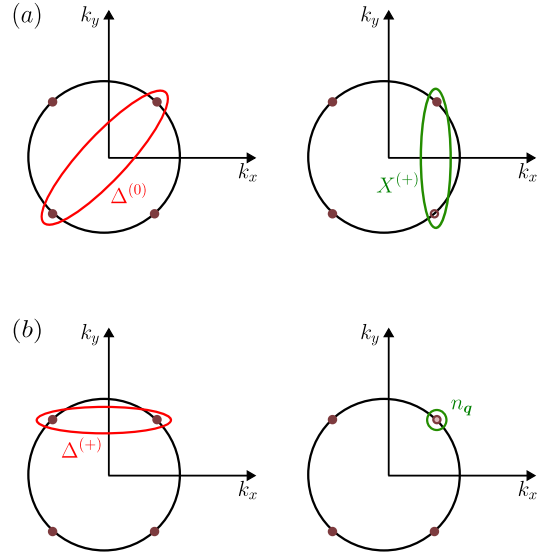 (a)
k_y
k_x
Δ^{(0)}
k_y
k_x
X^{(+)}
(b)
k_y
k_x
Δ^{(+)}
k_y
k_x
n_q